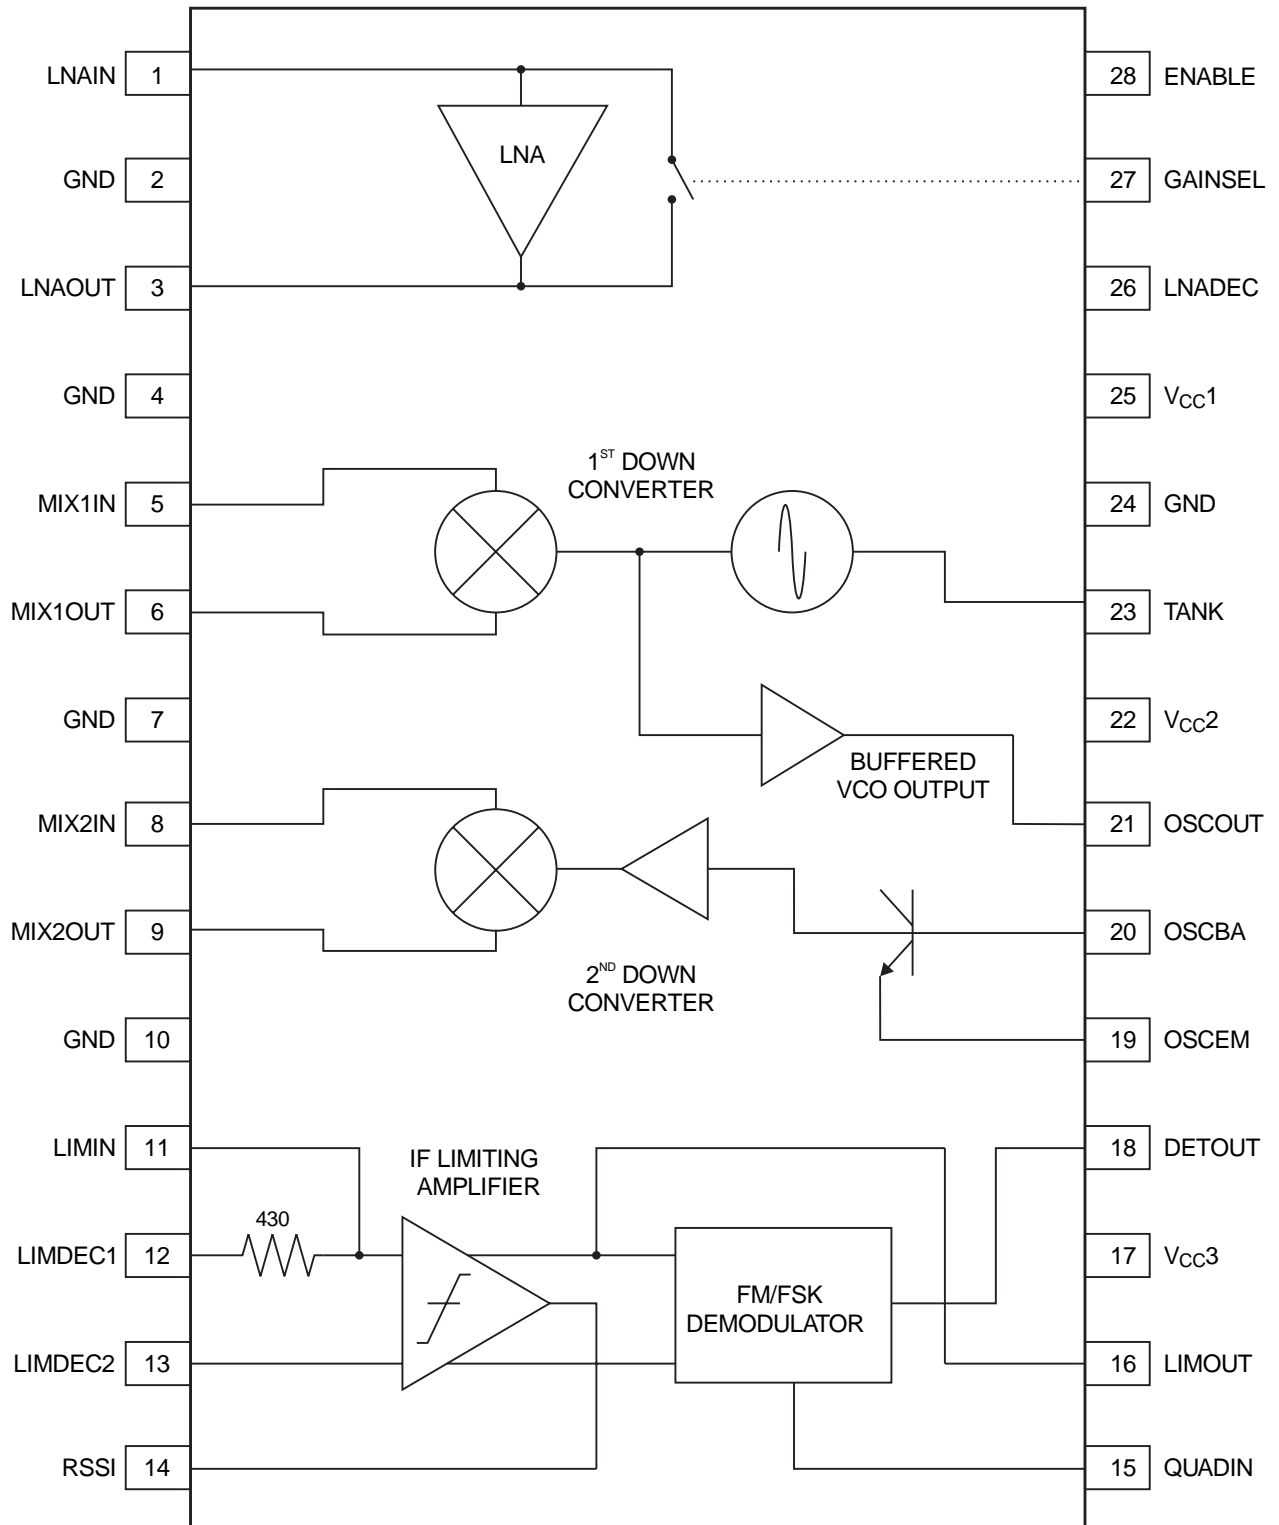 LNAIN 1
28 ENABLE
LNA
GND 2
27 GAINSEL
LNAOUT 3
26 LNADEC
GND 4
25 VCC1
1ST DOWN
CONVERTER
MIX1IN 5
24 GND
MIX1OUT 6
23 TANK
GND 7
22 VCC2
BUFFERED
VCO OUTPUT
MIX2IN 8
21 OSCOUT
MIX2OUT 9
20 OSCBA
2ND DOWN
CONVERTER
GND 10
19 OSCEM
LIMIN 11
IF LIMITING
AMPLIFIER
18 DETOUT
430
LIMDEC1 12
17 VCC3
FM/FSK
DEMODULATOR
LIMDEC2 13
16 LIMOUT
RSSI 14
15 QUADIN